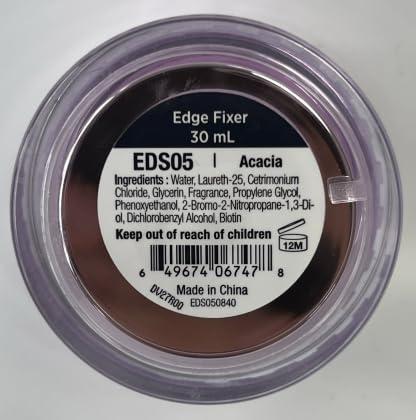 Edge Fixer
30 mL
EDS05 | Acacia
Ingredients : Water, Laureth-25, Cetrimonium
Chloride, Glycerin, Fragrance, Propylene Glycol,
Phenoxyethanol, 2-Bromo-2-Nitropropane-1,3-Di-
ol, Dichlorobenzyl Alcohol, Biotin
Keep out of reach of children
12M
6 49674 06747 8
Made in China
EDS050840